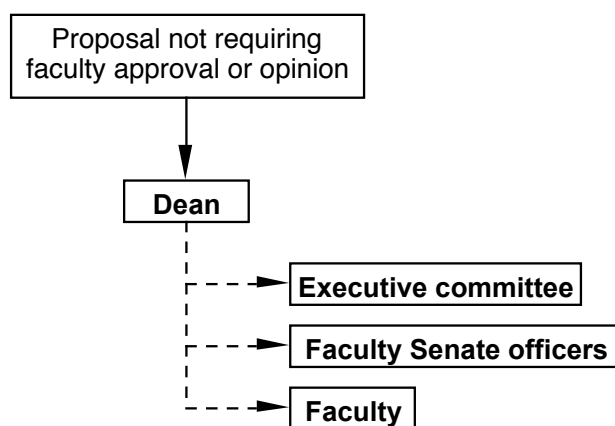 Proposal not requiring
faculty approval or opinion
Dean
Executive committee
Faculty Senate officers
Faculty